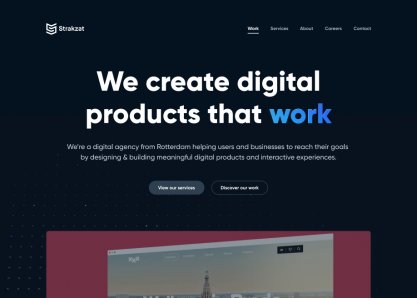 Strakzat
Work Services About Careers Contact
We create digital
products that work
We're a digital agency from Rotterdam helping users and businesses to reach their goals
by designing & building meaningful digital products and interactive experiences.
View our services Discover our work